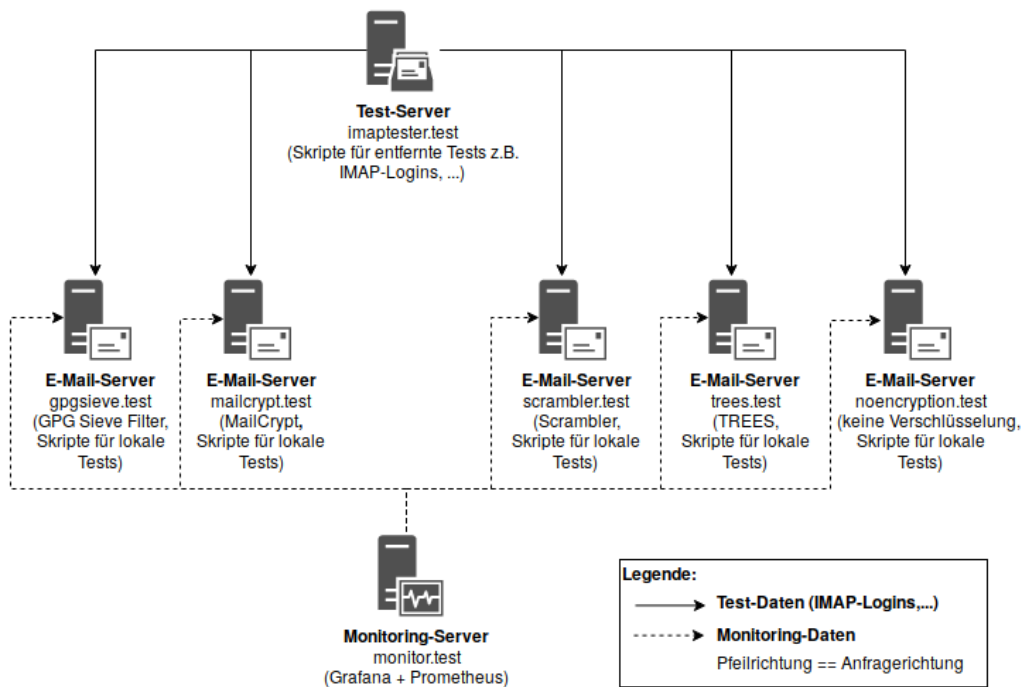 Test-Server
imaptester.test
(Skripte für entfernte Tests z.B.
IMAP-Logins, ...)
E-Mail-Server
gpgsieve.test
(GPG Sieve Filter,
Skripte für lokale
Tests)
E-Mail-Server
mailcrypt.test
(MailCrypt,
Skripte für lokale
Tests)
E-Mail-Server
scrambler.test
(Scrambler,
Skripte für lokale
Tests)
E-Mail-Server
trees.test
(TREES,
Skripte für lokale
Tests)
E-Mail-Server
noencryption.test
(keine Verschlüsselung,
Skripte für lokale
Tests)
Monitoring-Server
monitor.test
(Grafana + Prometheus)
Legende:
Test-Daten (IMAP-Logins,...)
Monitoring-Daten
Pfeilrichtung == Anfragerichtung